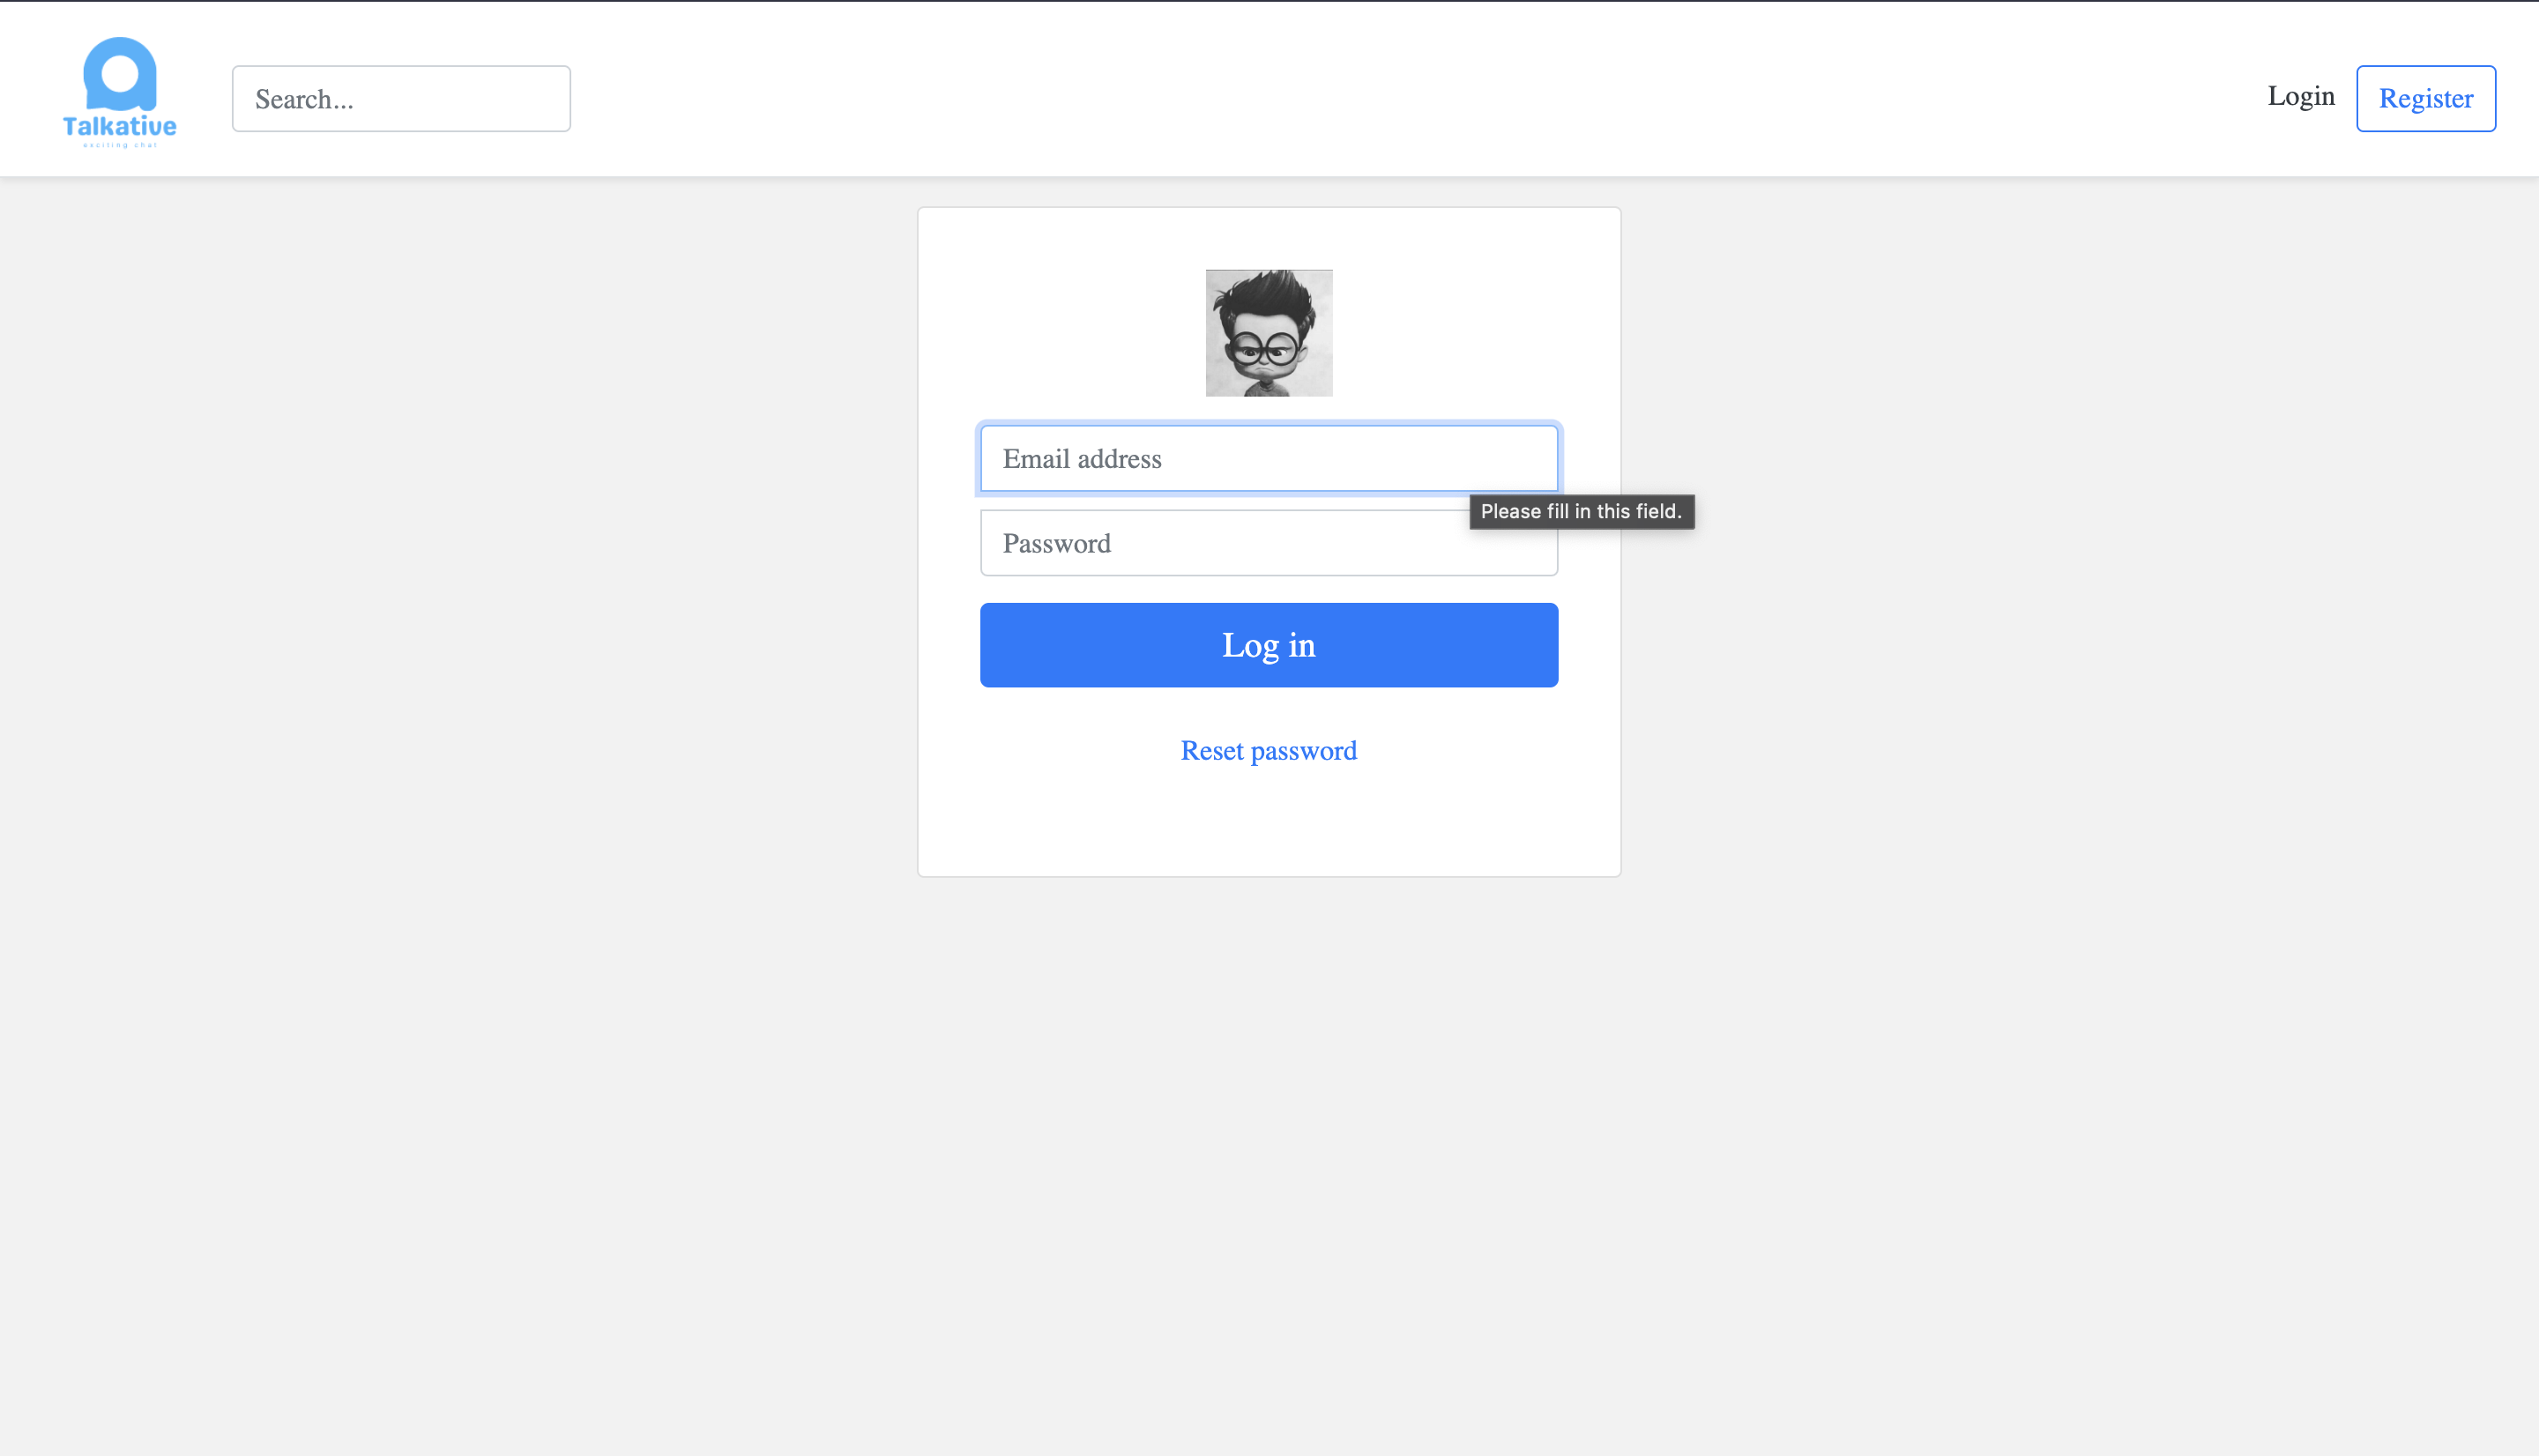 Talkative
exciting chat
Search...
Login
Register
Email address
Please fill in this field.
Password
Log in
Reset password